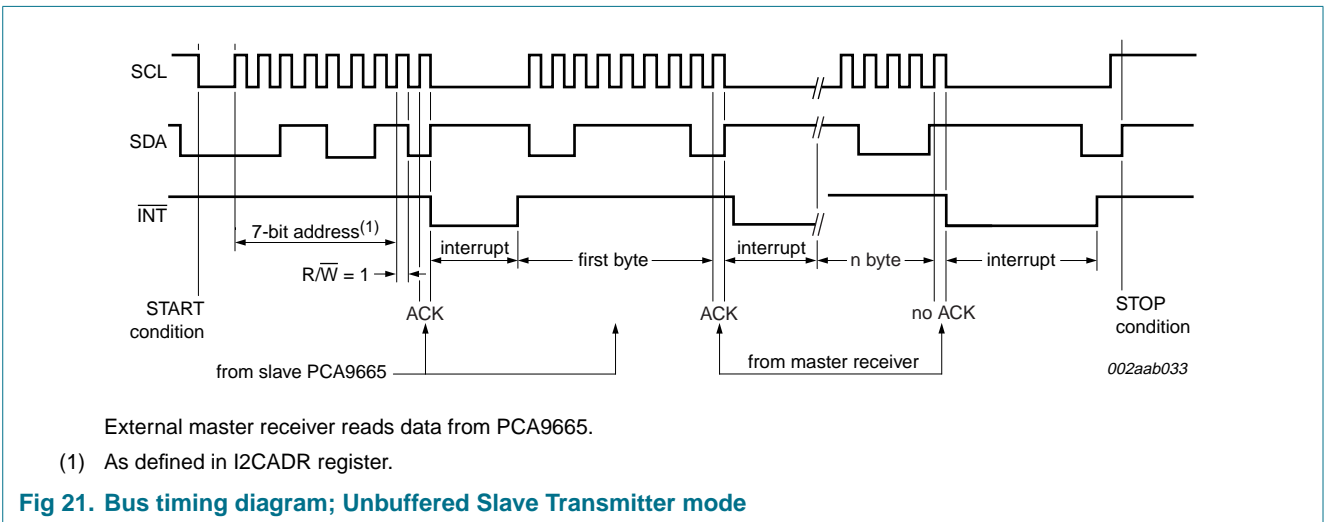 SCL
SDA
INT
7-bit address(1)
interrupt
first byte
interrupt
n byte
interrupt
R/W = 1
START
condition
ACK
ACK
no ACK
STOP
condition
from slave PCA9665
from master receiver
002aab033
External master receiver reads data from PCA9665.
(1) As defined in I2CADR register.
Fig 21. Bus timing diagram; Unbuffered Slave Transmitter mode